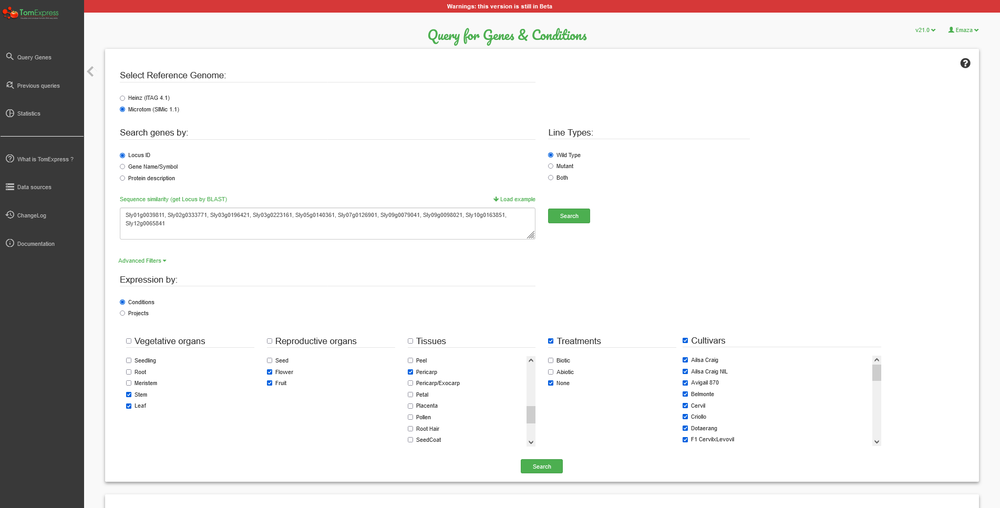 Warnings: this version is still in Beta
TomExpress
Query for Genes & Conditions
v21.0
Emaza
Query Genes
Previous queries
Statistics
What is TomExpress ?
Data sources
ChangeLog
Documentation
Select Reference Genome:
Heinz (ITAG 4.1)
Microtom (SlMic 1.1)
Search genes by:
Locus ID
Gene Name/Symbol
Protein description
Line Types:
Wild Type
Mutant
Both
Sequence similarity (get Locus by BLAST)
Load example
Sly01g0039811, Sly02g0333771, Sly03g0196421, Sly03g0223161, Sly05g0140361, Sly07g0126901, Sly09g0079041, Sly09g0098021, Sly10g0163851,
Sly12g0065841
Search
Advanced Filters
Expression by:
Conditions
Projects
Vegetative organs
Seedling
Root
Meristem
Stem
Leaf
Reproductive organs
Seed
Flower
Fruit
Tissues
Peel
Pericarp
Pericarp/Exocarp
Petal
Placenta
Pollen
Root Hair
SeedCoat
Treatments
Biotic
Abiotic
None
Cultivars
Ailsa Craig
Ailsa Craig NIL
Avigail 870
Belmonte
Cervil
Criollo
Dotaerang
F1 CervilxLevovil
Search